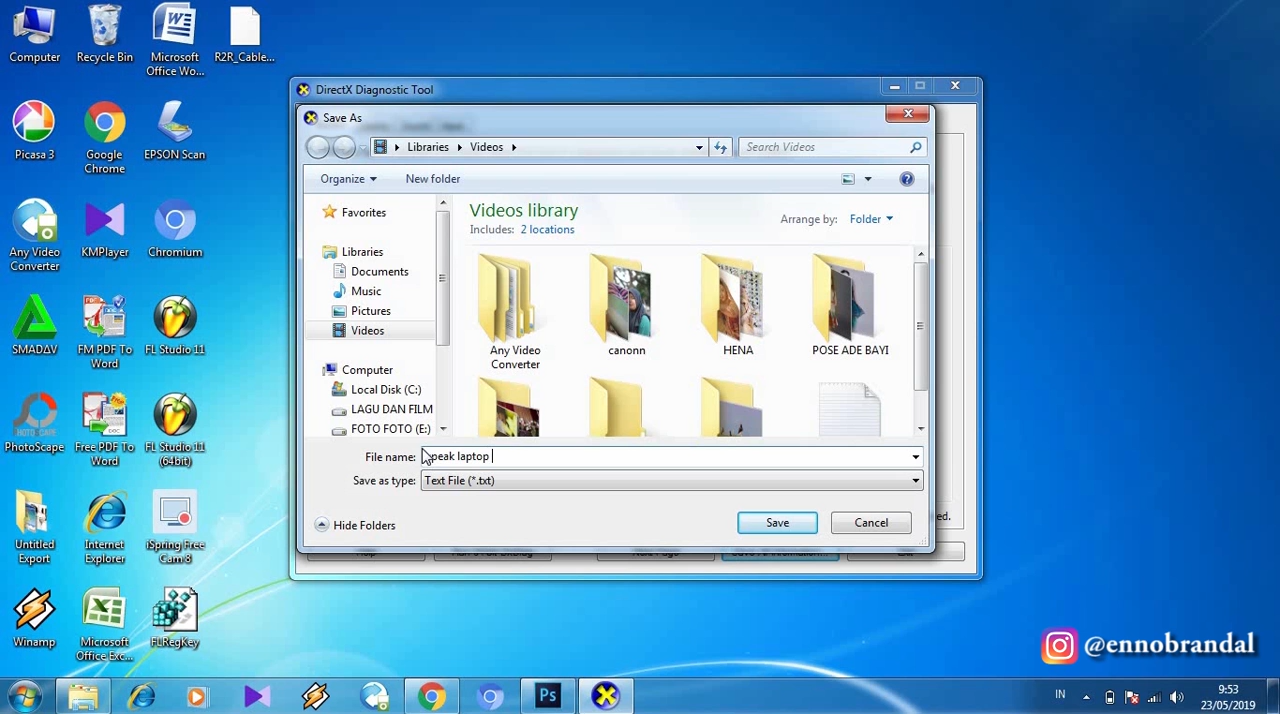 Computer
Recycle Bin
Microsoft
Office Wo...
R2R_Cable...
Picasa 3
Google
Chrome
EPSON Scan
Any Video
Converter
KMPlayer
Chromium
SMADΔV
FM PDF To
Word
FL Studio 11
PhotoScape
Free PDF To
Word
FL Studio 11
(64bit)
Untitled
Export
Internet
Explorer
iSpring Free
Cam 8
Winamp
Microsoft
Office Exc...
FLRegKey
DirectX Diagnostic Tool
Save As
Libraries
Videos
Search Videos
Organize
New folder
Favorites
Libraries
Documents
Music
Pictures
Videos
Computer
Local Disk (C:)
LAGU DAN FILM
FOTO FOTO (E:)
Videos library
Includes: 2 locations
Arrange by: Folder
Any Video
Converter
canonn
HENA
POSE ADE BAYI
File name:
peak laptop
Save as type:
Text File (*.txt)
Hide Folders
Save
Cancel
ed.
@ennobrandal
Ps
IN
9:53
23/05/2019